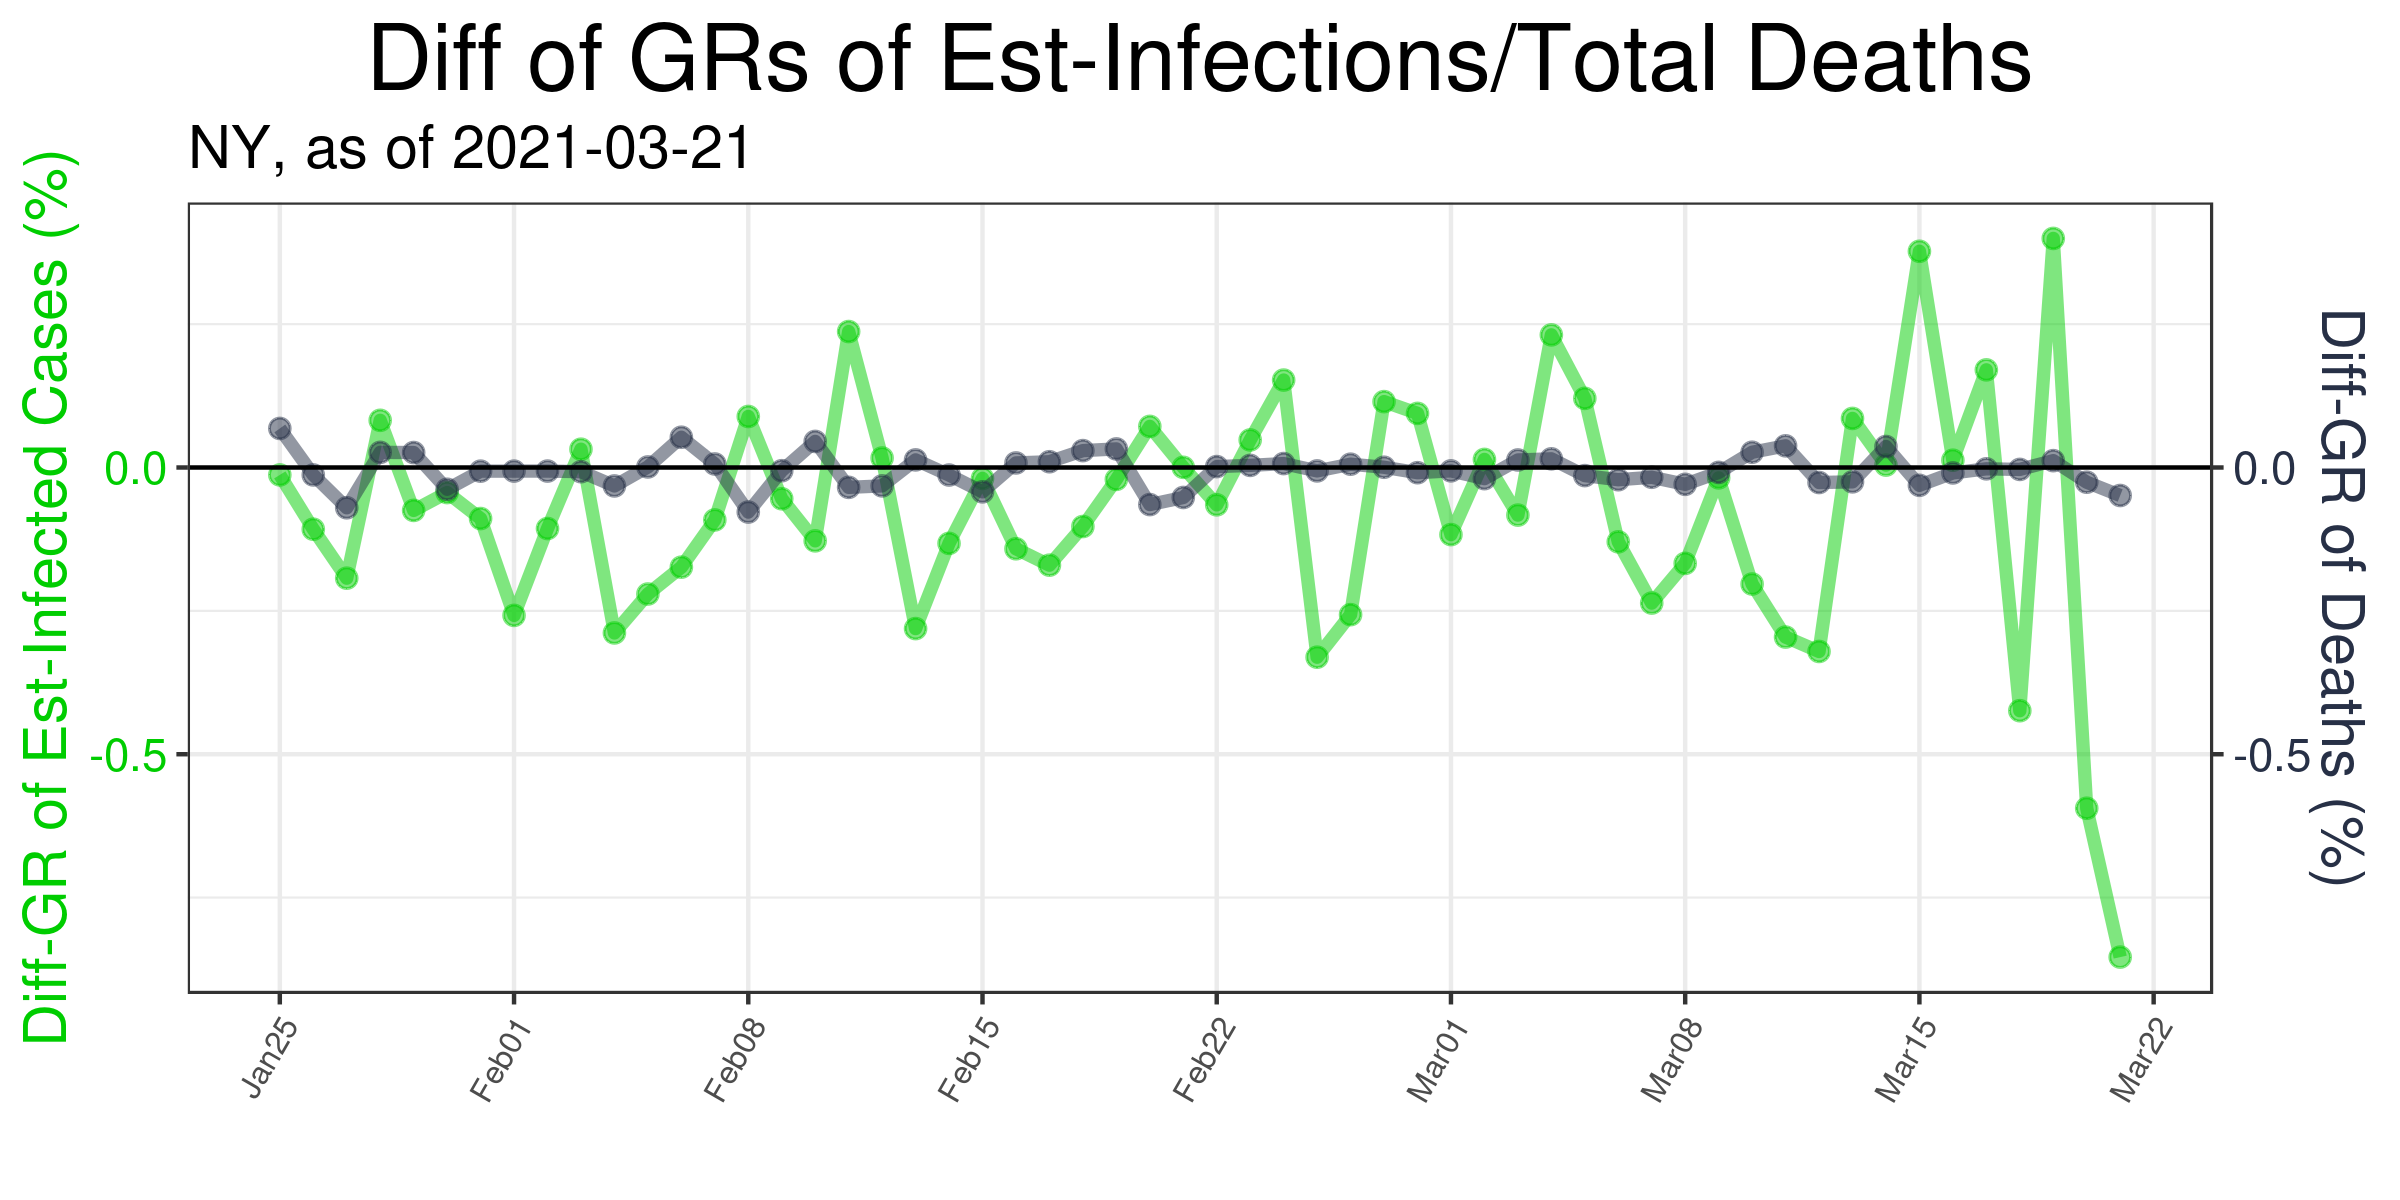 Diff of GRs of Est-Infections/Total Deaths
NY, as of 2021-03-21
Diff-GR of Est-Infected Cases (%)
0.0
-0.5
0.0
-0.5
Diff-GR of Deaths (%)
Jan25
Feb01
Feb08
Feb15
Feb22
Mar01
Mar08
Mar15
Mar22